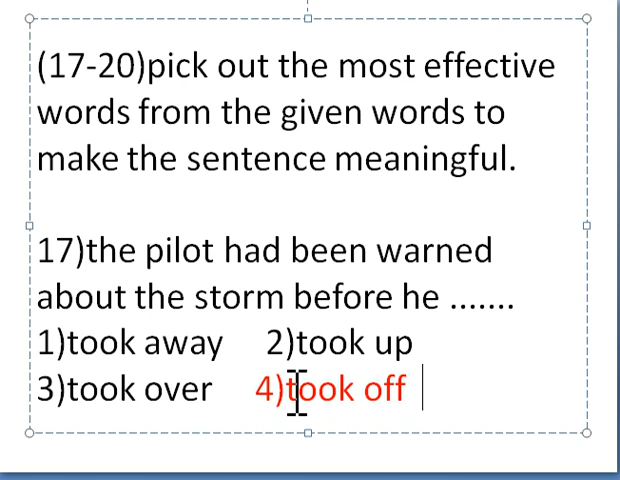 (17-20)pick out the most effective
words from the given words to
make the sentence meaningful.
17)the pilot had been warned
about the storm before he .......
1)took away 2)took up
3)took over 4)took off